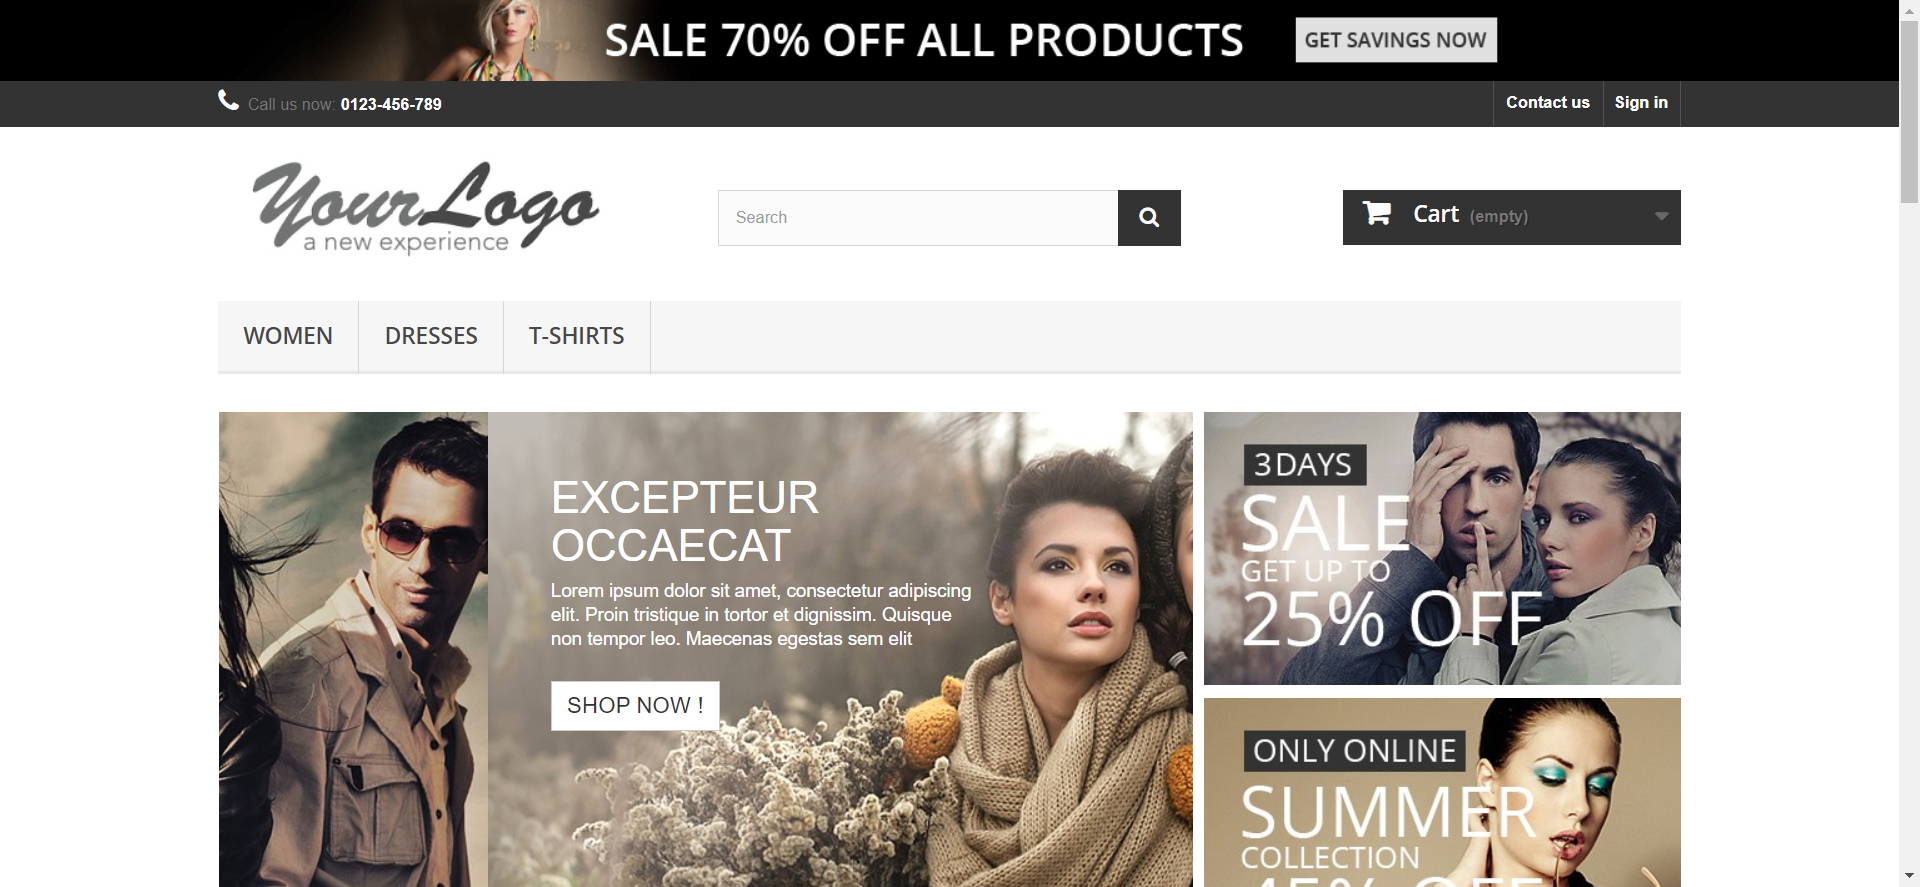 SALE 70% OFF ALL PRODUCTS
GET SAVINGS NOW
Call us now: 0123-456-789
Contact us
Sign in
YourLogo
a new experience
Search
Cart (empty)
WOMEN
DRESSES
T-SHIRTS
EXCEPTEUR
OCCAECAT
Lorem ipsum dolor sit amet, consectetur adipiscing
elit. Proin tristique in tortor et dignissim. Quisque
non tempor leo. Maecenas egestas sem elit
SHOP NOW !
3 DAYS
SALE
GET UP TO
25% OFF
ONLY ONLINE
SUMMER
COLLECTION
45% OFF